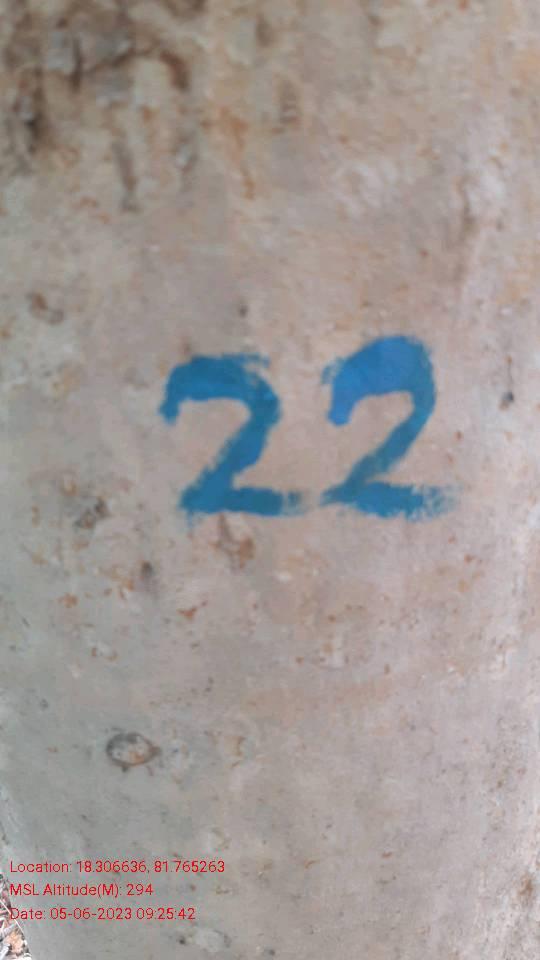 22
Location: 18.306636, 81.765263
MSL Altitude(M): 294
Date: 05-06-2023 09:25:42